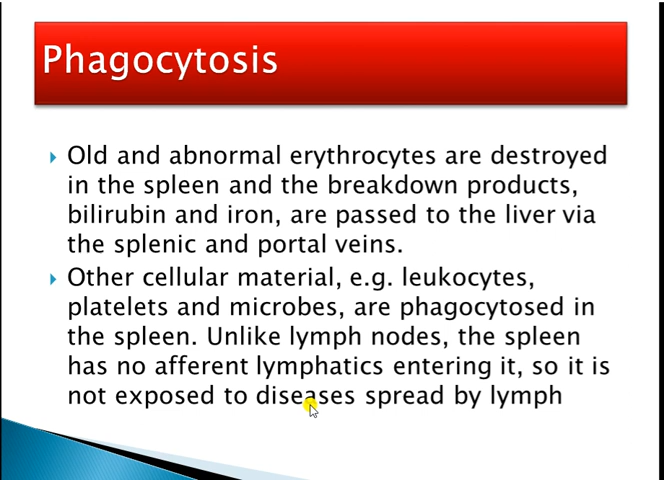 Phagocytosis
Old and abnormal erythrocytes are destroyed
in the spleen and the breakdown products,
bilirubin and iron, are passed to the liver via
the splenic and portal veins.
Other cellular material, e.g. leukocytes,
platelets and microbes, are phagocytosed in
the spleen. Unlike lymph nodes, the spleen
has no afferent lymphatics entering it, so it is
not exposed to diseases spread by lymph